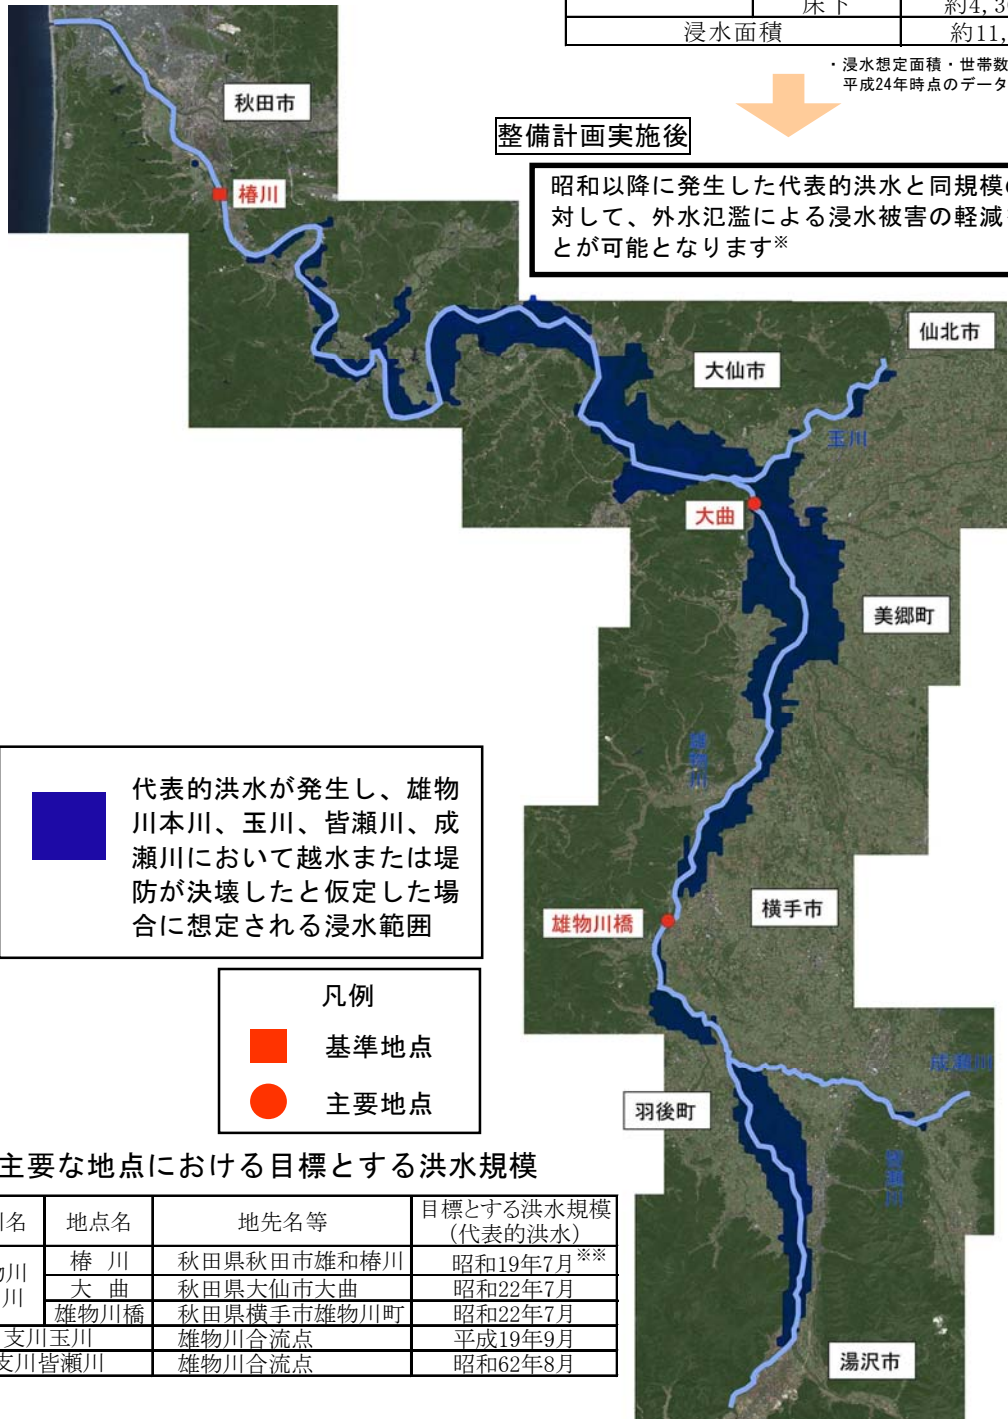 床下 約4,3
浸水面積 約11,
・浸水想定面積・世帯数
平成24年時点のデータ
整備計画実施後
昭和以降に発生した代表的洪水と同規模の
対して、外水氾濫による浸水被害の軽減
とが可能となります※
秋田市
椿川
仙北市
大仙市
玉川
大曲
美郷町
雄物川
代表的洪水が発生し、雄物
川本川、玉川、皆瀬川、成
瀬川において越水または堤
防が決壊したと仮定した場
合に想定される浸水範囲
雄物川橋
横手市
凡例
基準地点
主要地点
成瀬川
羽後町
皆瀬川
湯沢市
主要な地点における目標とする洪水規模
川名 地点名 地先名等 目標とする洪水規模
(代表的洪水)
物川
川
椿 川 秋田県秋田市雄和椿川 昭和19年7月※※
大 曲 秋田県大仙市大曲 昭和22年7月
雄物川橋 秋田県横手市雄物川町 昭和22年7月
支川玉川 雄物川合流点 平成19年9月
支川皆瀬川 雄物川合流点 昭和62年8月